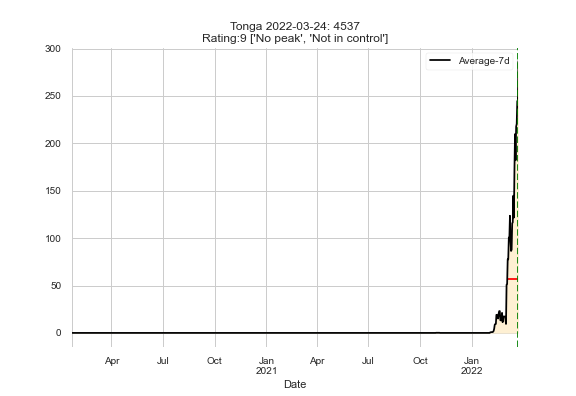 Tonga 2022-03-24: 4537
Rating:9 ['No peak', 'Not in control']
300
Average-7d
250
200
150
100
50
0
Apr Jul Oct Jan Apr Jul Oct Jan
2021 2022
Date